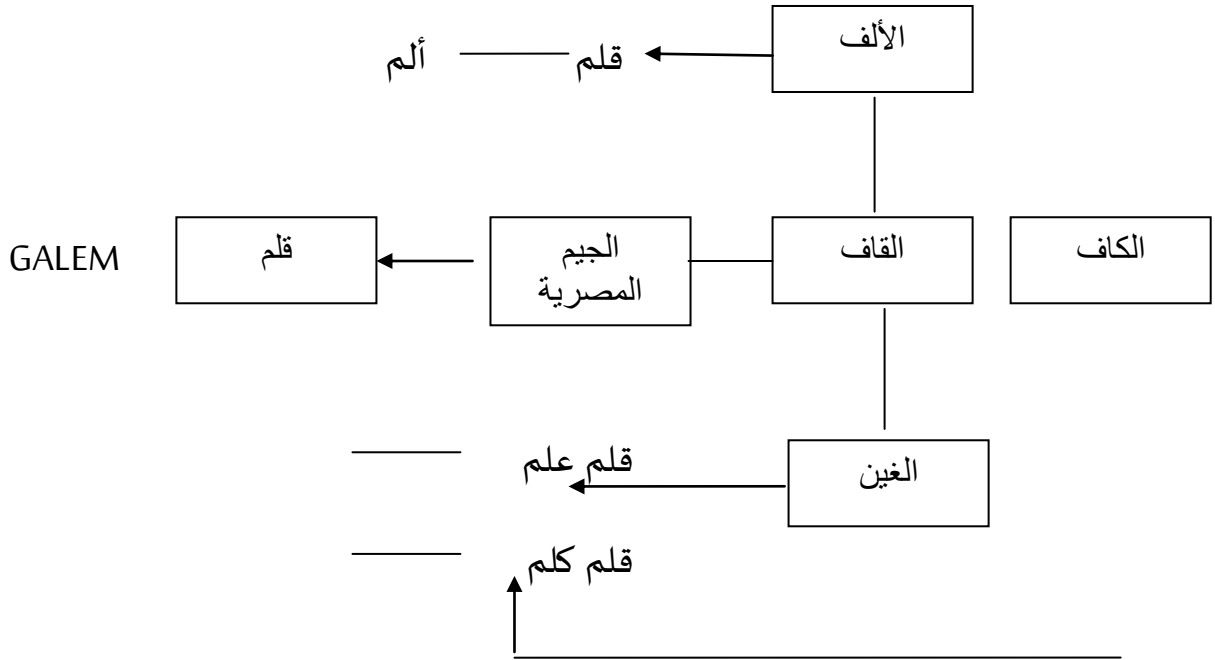 الألف
قلم ألم
الكاف
القاف
الجيم
المصرية
قلم
GALEM
الغين
قلم علم
قلم كلم